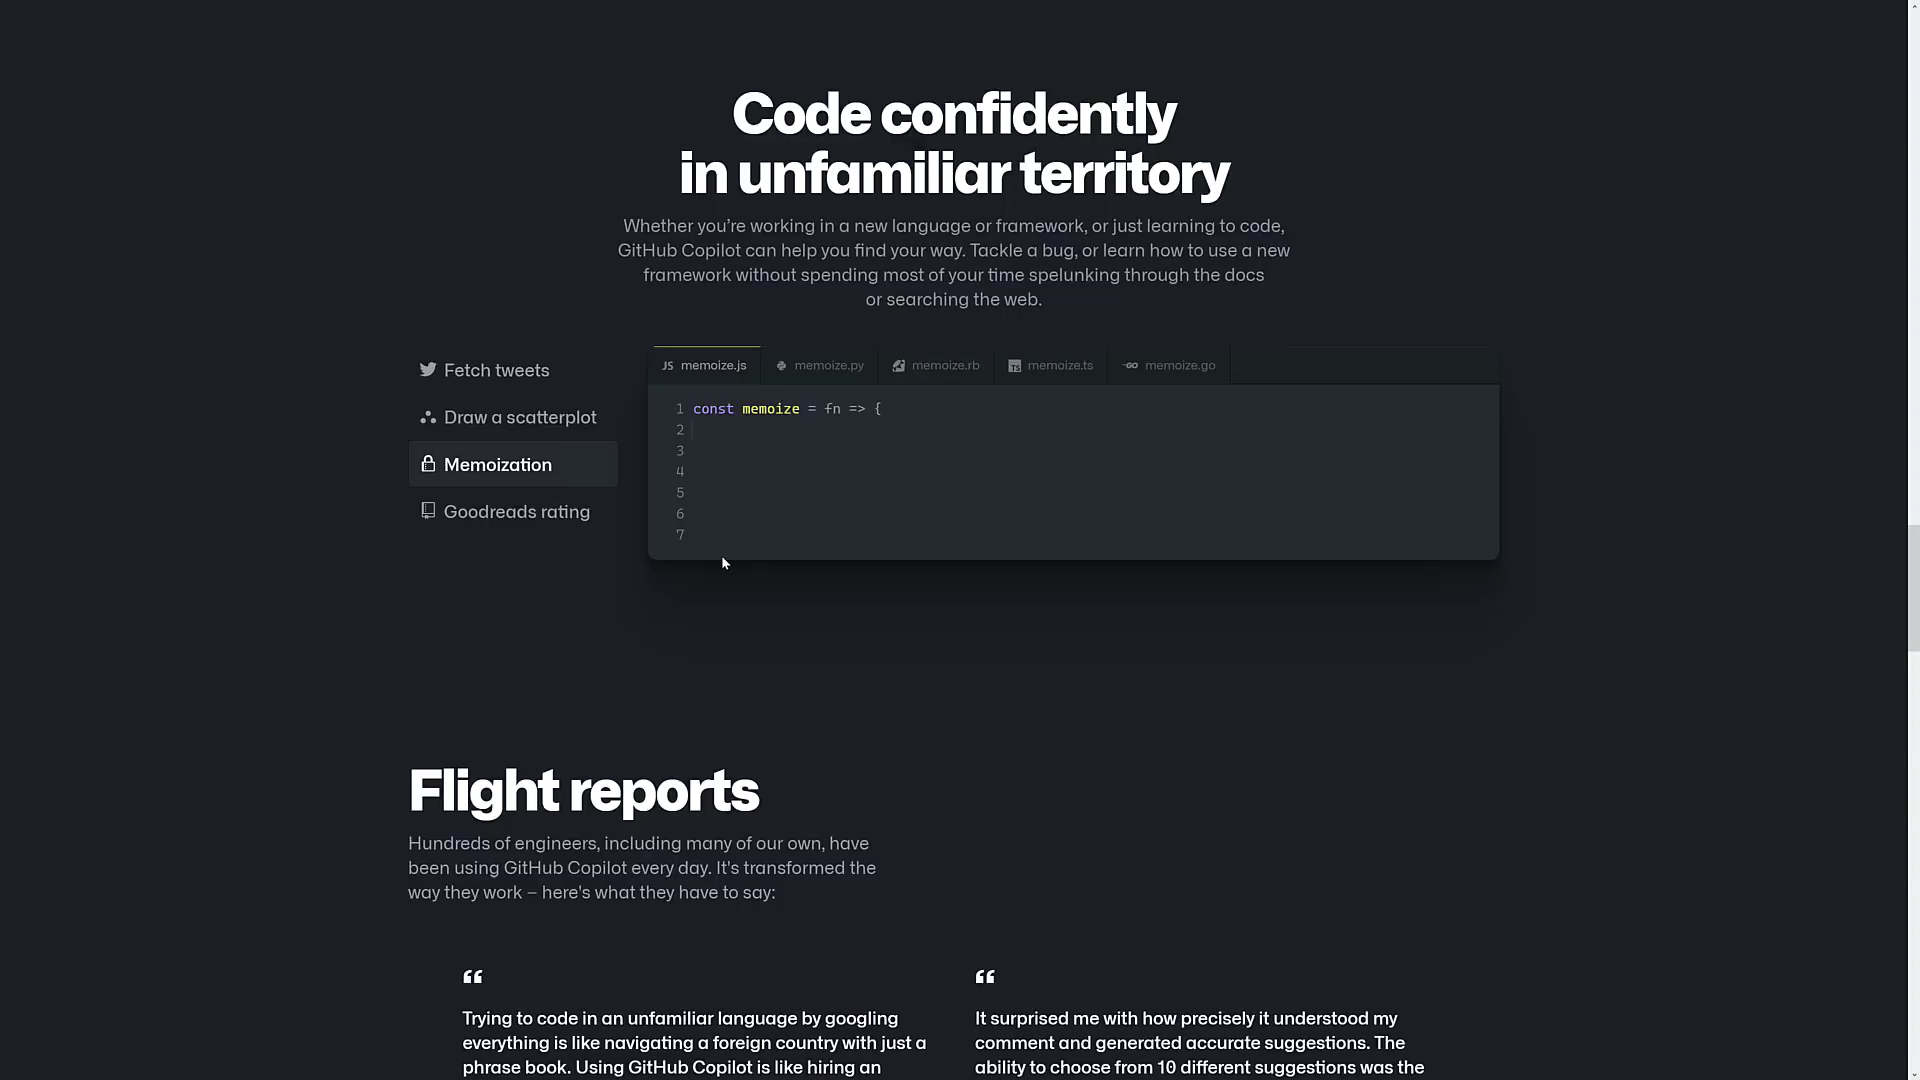 Code confidently
in unfamiliar territory
Whether you’re working in a new language or framework, or just learning to code,
GitHub Copilot can help you find your way. Tackle a bug, or learn how to use a new
framework without spending most of your time spelunking through the docs
or searching the web.
Fetch tweets
Draw a scatterplot
Memoization
Goodreads rating
JS memoize.js
memoize.py
memoize.rb
TS memoize.ts
GO memoize.go
1 const memoize = fn => {
2
3
4
5
6
7
Flight reports
Hundreds of engineers, including many of our own, have
been using GitHub Copilot every day. It's transformed the
way they work – here's what they have to say:
“
Trying to code in an unfamiliar language by googling
everything is like navigating a foreign country with just a
phrase book. Using GitHub Copilot is like hiring an
“
It surprised me with how precisely it understood my
comment and generated accurate suggestions. The
ability to choose from 10 different suggestions was the